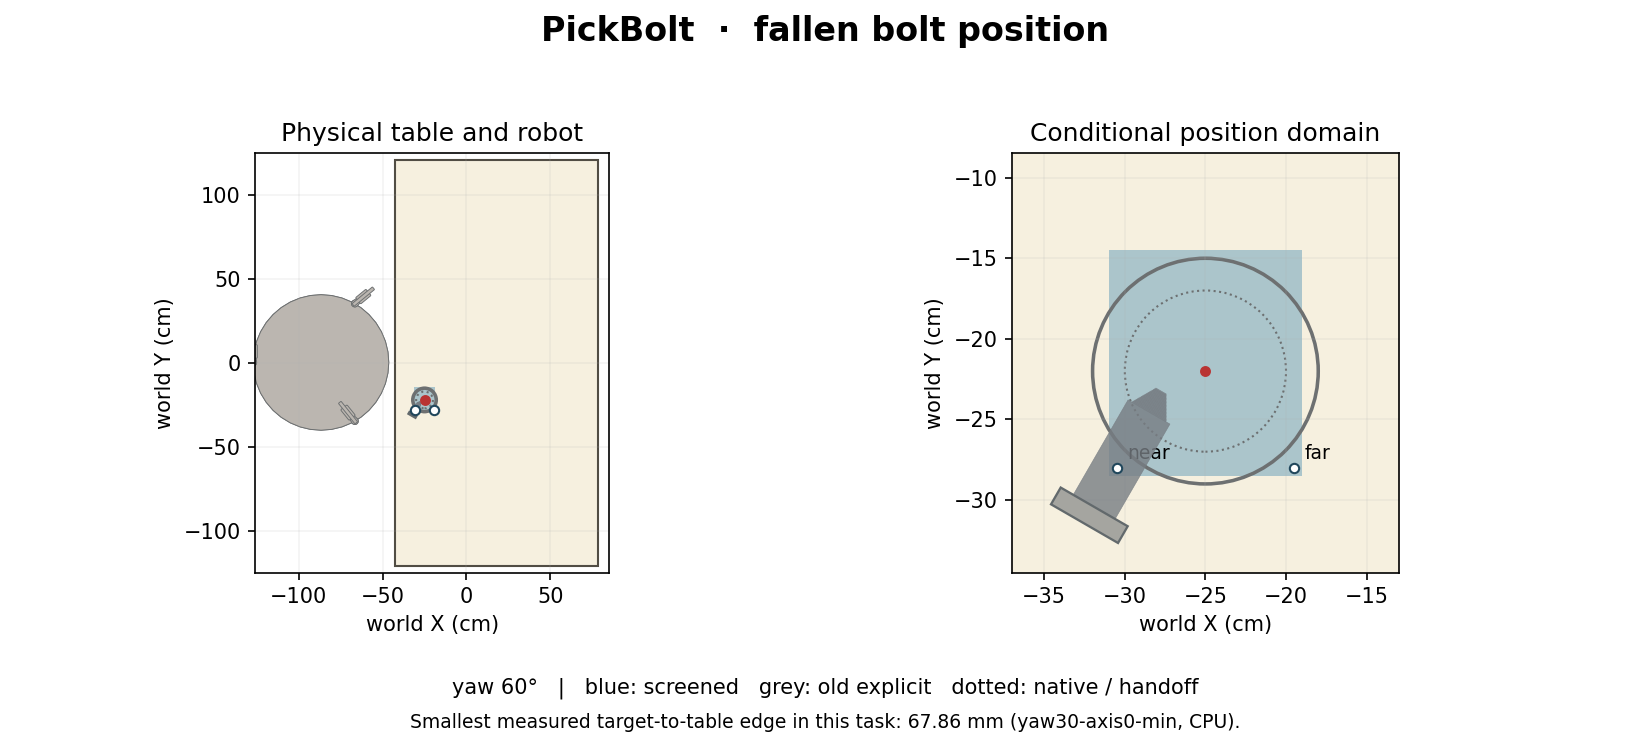 PickBolt · fallen bolt position
Physical table and robot
100
50
0
−50
−100
world Y (cm)
−100 −50 0 50
world X (cm)
Conditional position domain
−10
−15
−20
−25
−30
world Y (cm)
near
far
−35 −30 −25 −20 −15
world X (cm)
yaw 60° | blue: screened grey: old explicit dotted: native / handoff
Smallest measured target-to-table edge in this task: 67.86 mm (yaw30-axis0-min, CPU).